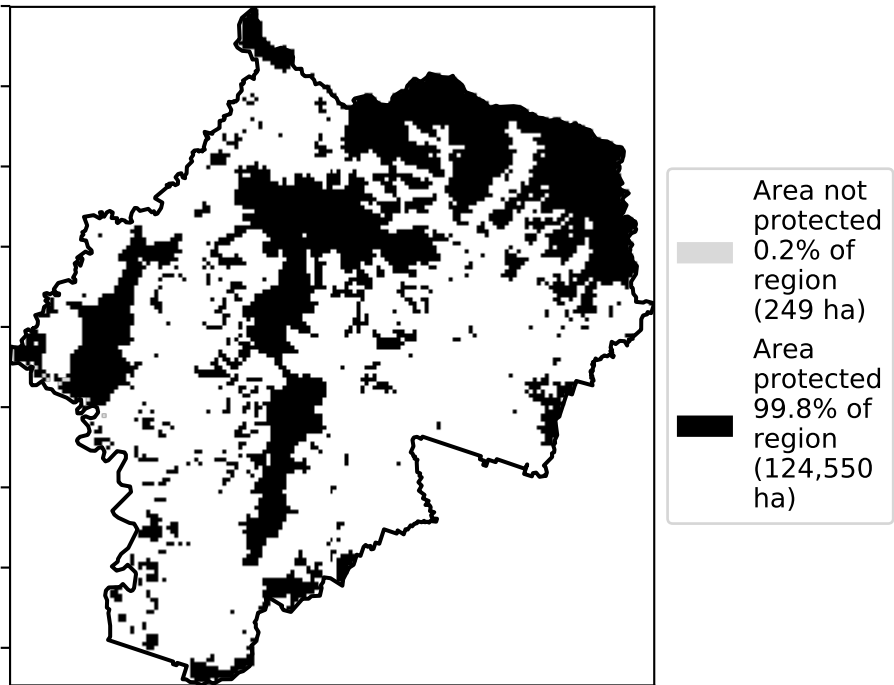 Area not
protected
0.2% of
region
(249 ha)
Area
protected
99.8% of
region
(124,550
ha)